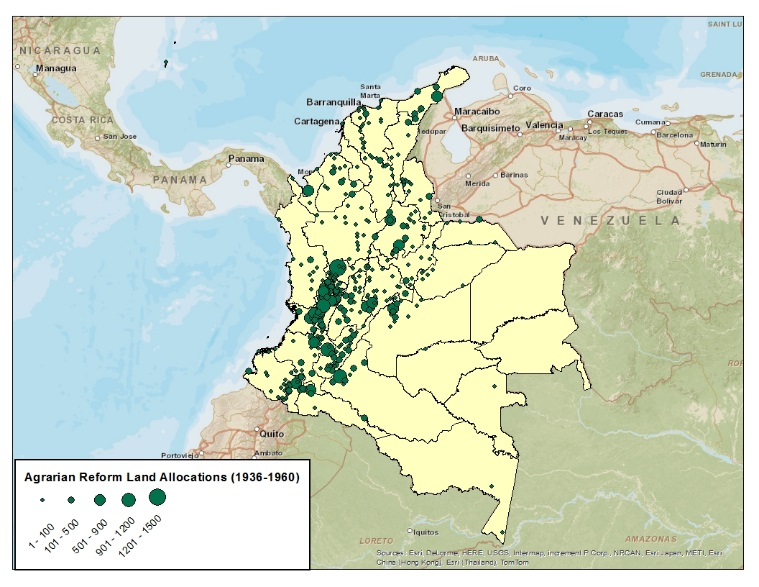 SAINT LU
NICARAGUA
Managua
ARUBA
GRENADA
Santa
Marta
Coro
Barranquilla
Maracaibo
Caracas
Cartagena
COSTA RICA
Barquisimeto
Valencia
Cumana
San Jose
Maracay
Los Teques
Barcelona
Maturin
Panama
PANAMA
Mon
Merida
Barinas
San
Cristobal
Ciudad
Bolivar
VENEZUELA
ROR
Quito
Portoviejo
Ambato
Agrarian Reform Land Allocations (1936-1960)
1 - 100
101 - 500
501 - 900
901 - 1200
1201 - 1500
LORETO
Iquitos
AMAZONAS
Sources: Esri, DeLorme, HERE, USGS, Intermap, increment P Corp., NRCAN, Esri Japan, METI, Esri
China (Hong Kong), Esri (Thailand), TomTom